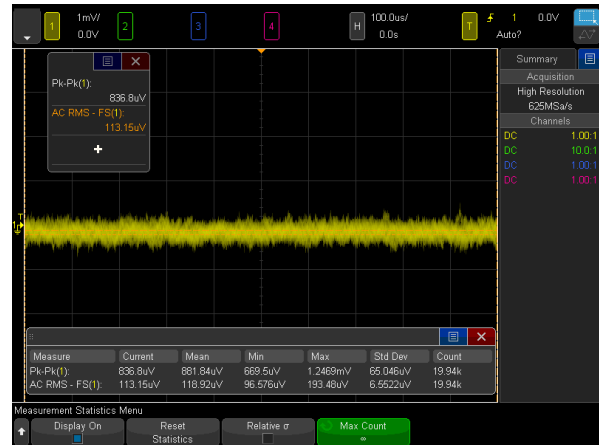 1 1mV/ 0.0V 2 3 4 H 100.0us/ 0.0s T 1 0.0V Auto?
Summary
Acquisition
High Resolution
625MSa/s
Channels
DC 1.00:1
DC 10.0:1
DC 1.00:1
DC 1.00:1
Pk-Pk(1):
836.8uV
AC RMS - FS(1):
113.15uV
+
T
1
Measure Current Mean Min Max Std Dev Count
Pk-Pk(1): 836.8uV 881.84uV 669.5uV 1.2469mV 65.046uV 19.94k
AC RMS - FS(1): 113.15uV 118.92uV 96.576uV 193.48uV 6.5522uV 19.94k
Measurement Statistics Menu
Display On Reset Statistics Relative σ Max Count ∞